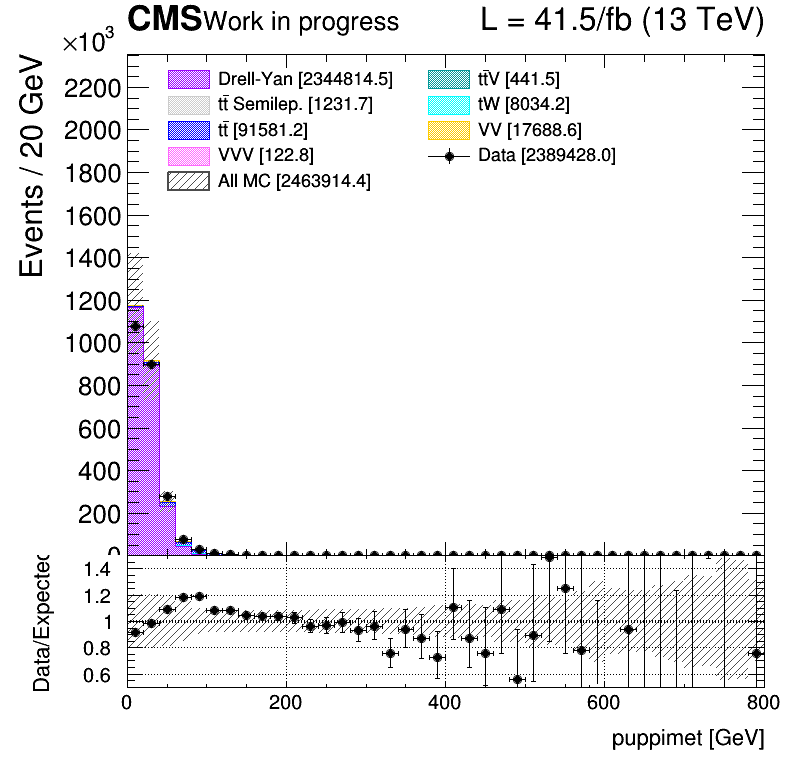 CMS Work in progress L = 41.5/fb (13 TeV)
×10³
Events / 20 GeV
2200
2000
1800
1600
1400
1200
1000
800
600
400
200
0
Drell-Yan [2344814.5]
tt̄ Semilep. [1231.7]
tt̄ [91581.2]
VVV [122.8]
All MC [2463914.4]
tt̄V [441.5]
tW [8034.2]
VV [17688.6]
Data [2389428.0]
Data/Expected
1.4
1.2
1
0.8
0.6
0 200 400 600 800
puppimet [GeV]